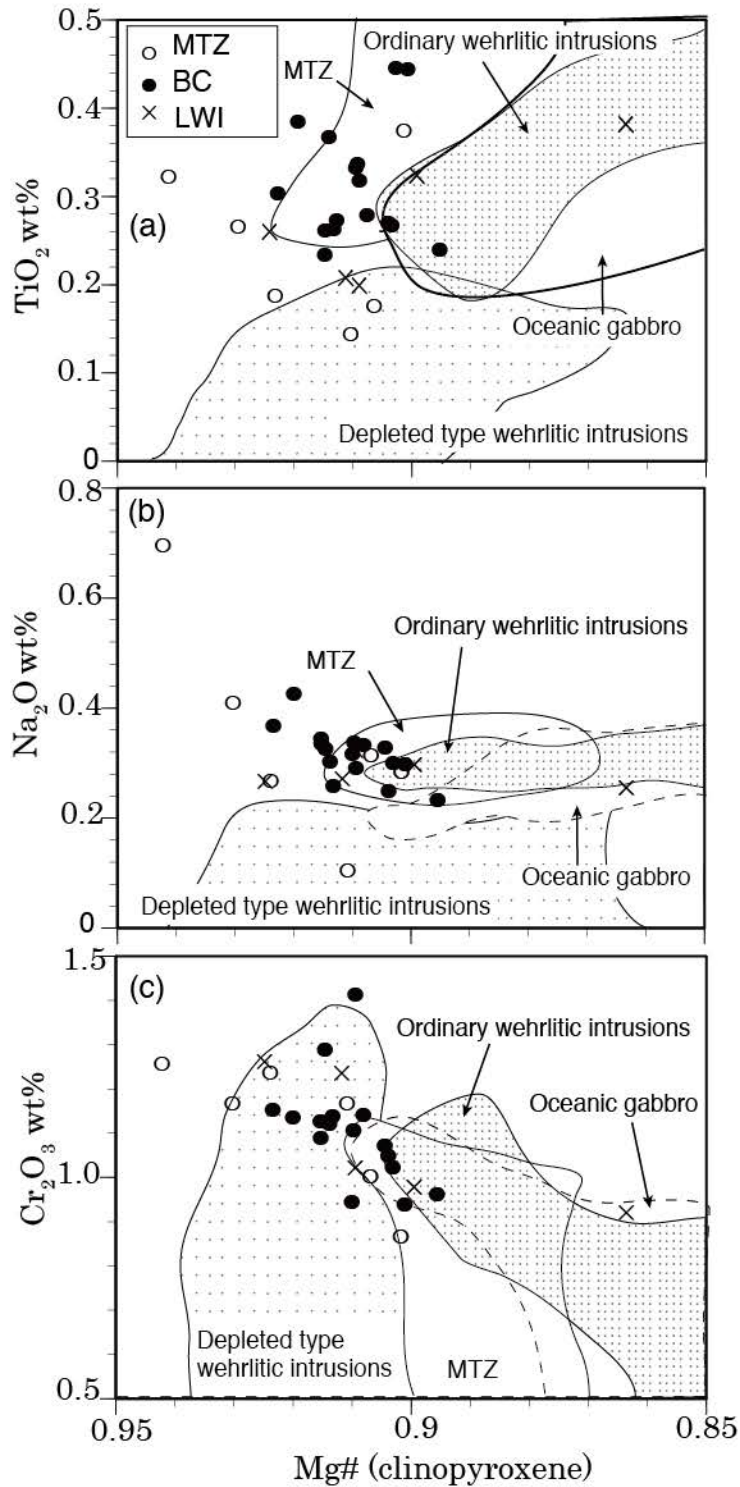 0.5
0.4
0.3
0.2
0.1
0
TiO2 wt%
MTZ
BC
LWI
MTZ
Ordinary wehrlitic intrusions
(a)
Oceanic gabbro
Depleted type wehrlitic intrusions
0.8
0.6
0.4
0.2
0
Na2O wt%
(b)
Ordinary wehrlitic intrusions
MTZ
Oceanic gabbro
Depleted type wehrlitic intrusions
1.5
1.0
0.5
Cr2O3 wt%
(c)
Ordinary wehrlitic intrusions
Oceanic gabbro
Depleted type
wehrlitic intrusions
MTZ
0.95
0.9
0.85
Mg# (clinopyroxene)